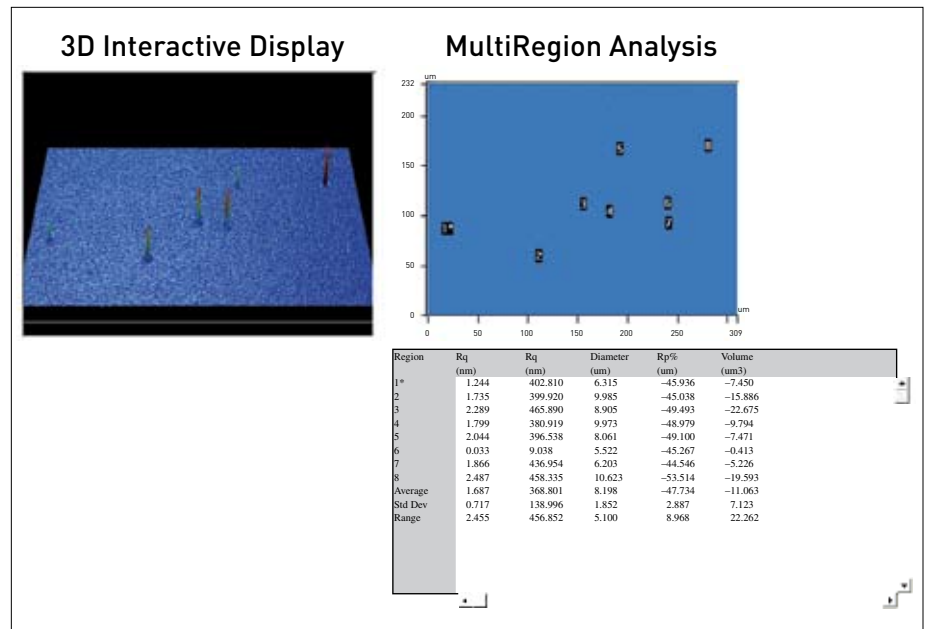 3D Interactive Display
MultiRegion Analysis
um
232
200
150
100
50
0
0 50 100 150 200 250 309
um
Region Rq Rq Diameter Rp% Volume
(nm) (nm) (um) (um) (um3)
1* 1.244 402.810 6.315 –45.936 –7.450
2 1.735 399.920 9.985 –45.038 –15.886
3 2.289 465.890 8.905 –49.493 –22.675
4 1.799 380.919 9.973 –48.979 –9.794
5 2.044 396.538 8.061 –49.100 –7.471
6 0.033 9.038 5.522 –45.267 –0.413
7 1.866 436.954 6.203 –44.546 –5.226
8 2.487 458.335 10.623 –53.514 –19.593
Average 1.687 368.801 8.198 –47.734 –11.063
Std Dev 0.717 138.996 1.852 2.887 7.123
Range 2.455 456.852 5.100 8.968 22.262